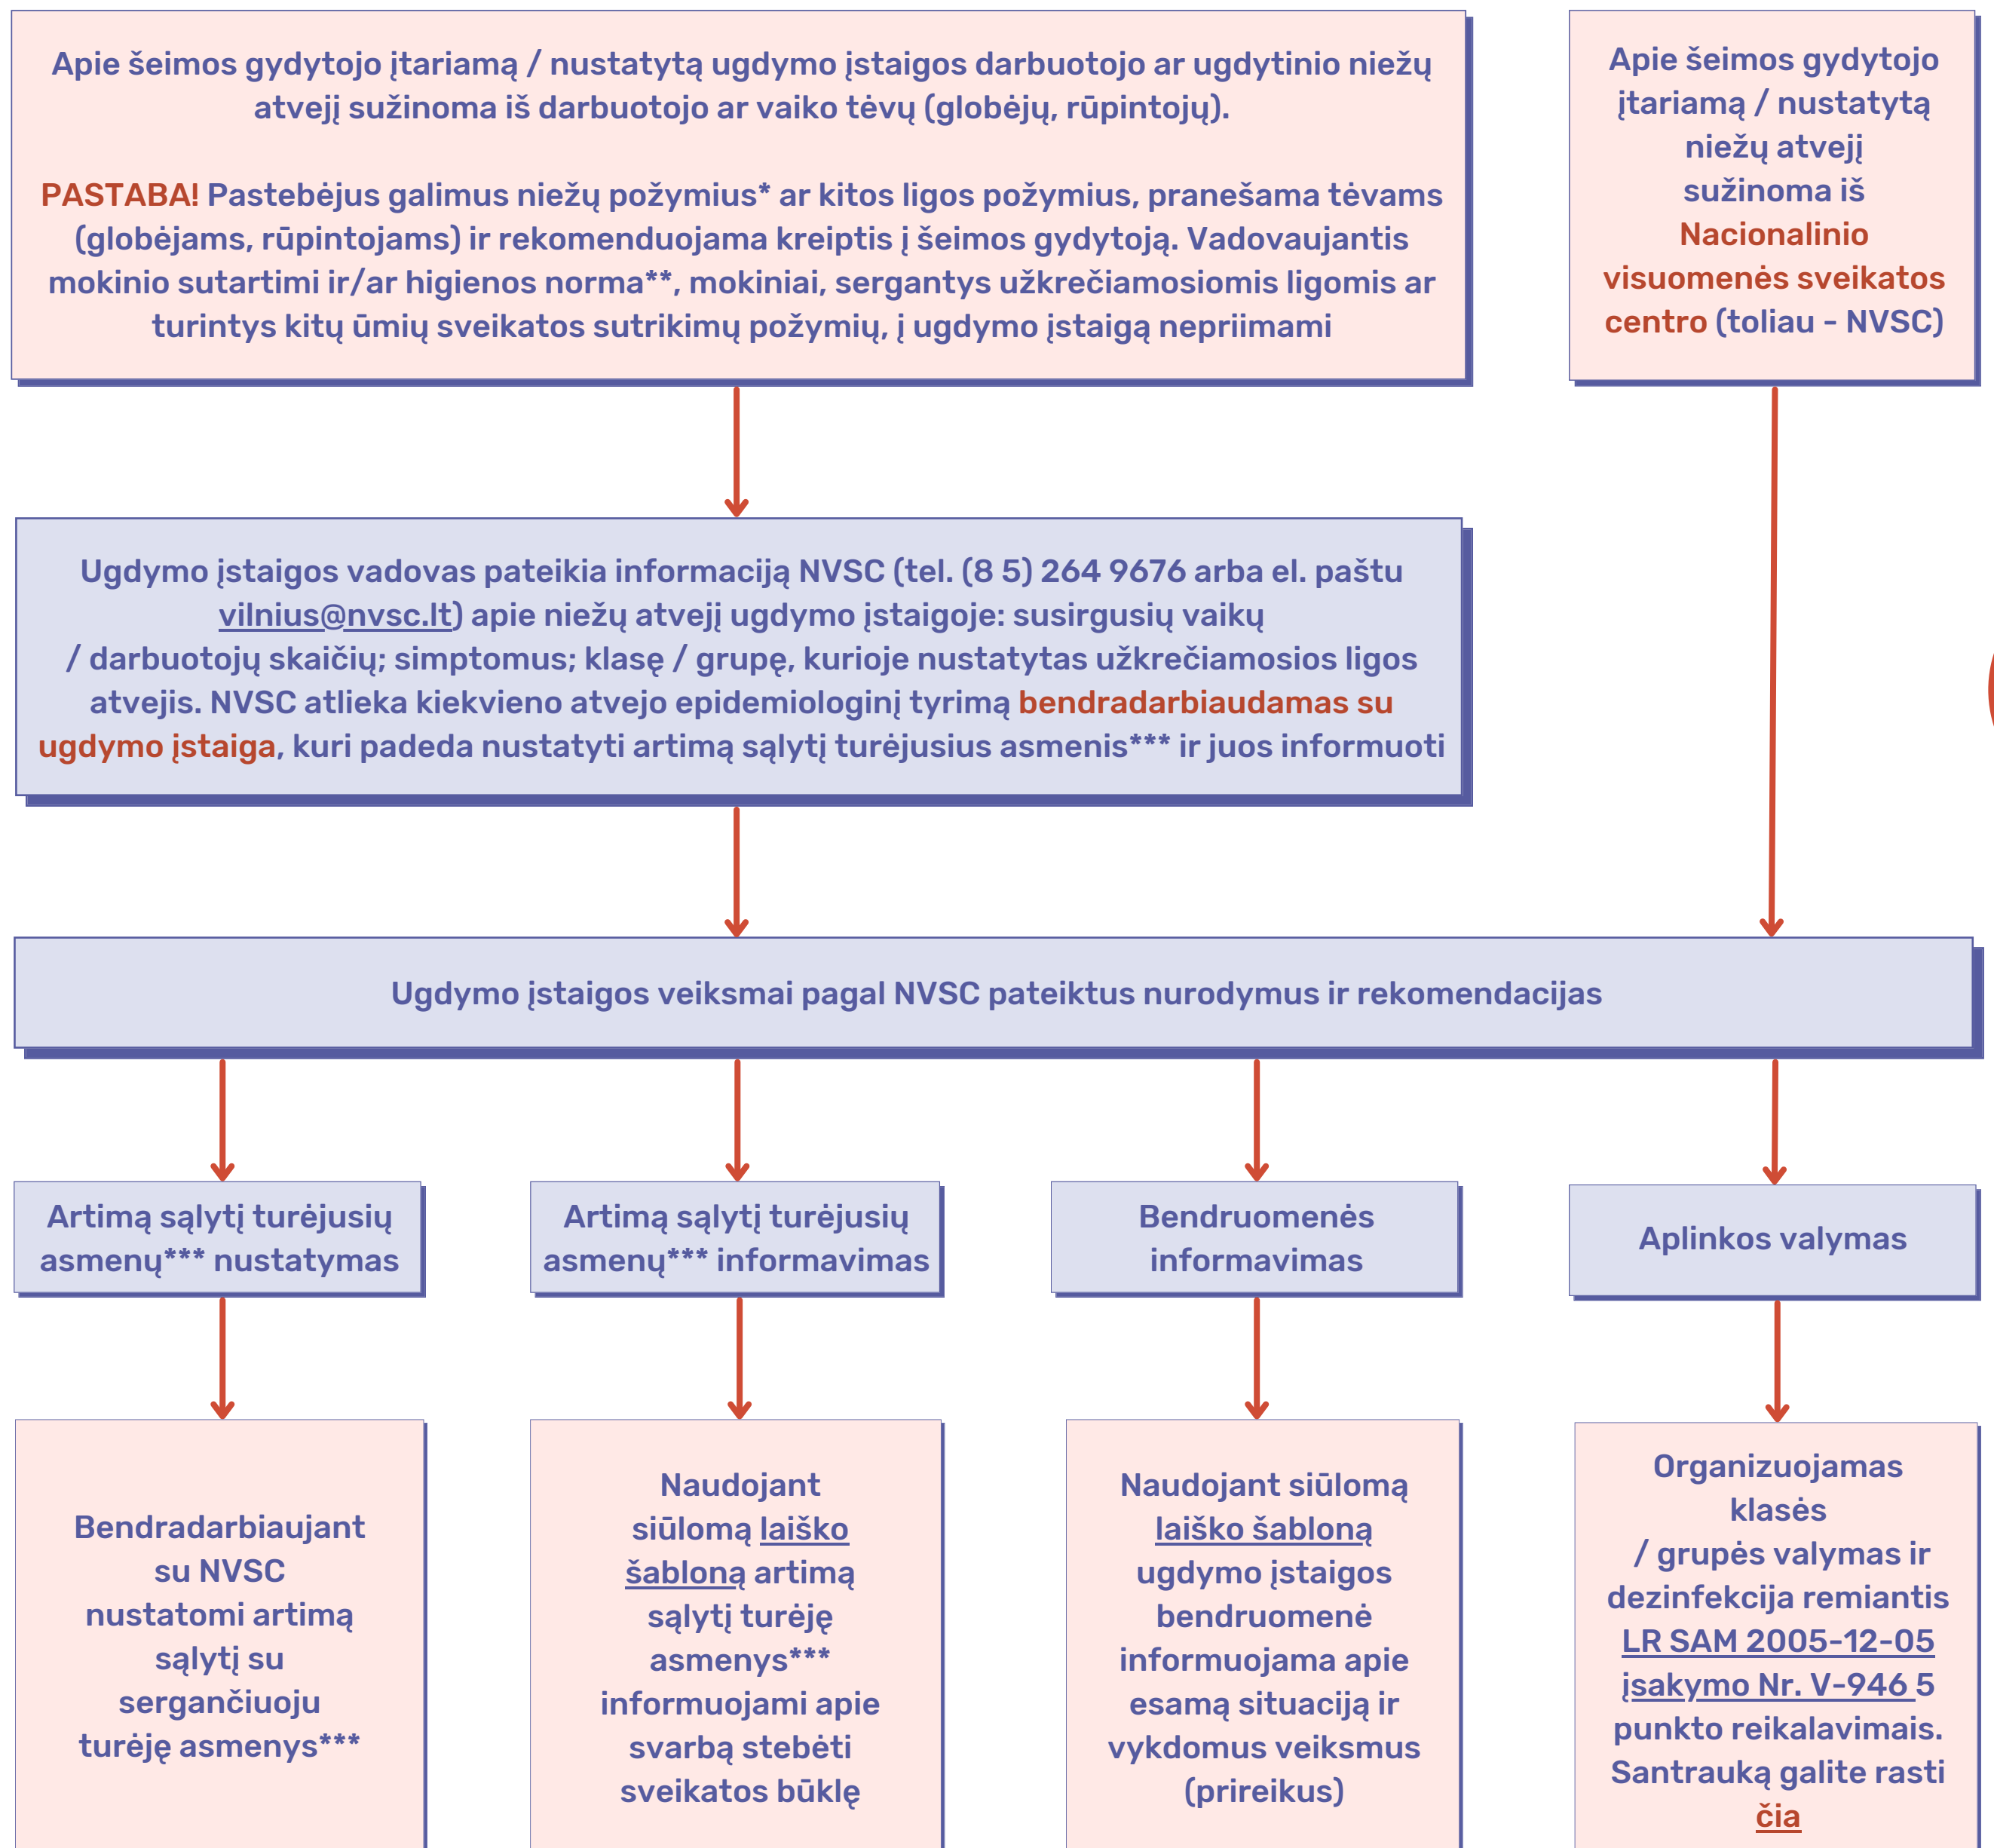 Apie šeimos gydytojo įtariamą / nustatytą ugdymo įstaigos darbuotojo ar ugdytinio niežų
atvejį sužinoma iš darbuotojo ar vaiko tėvų (globėjų, rūpintojų).
PASTABA! Pastebėjus galimus niežų požymius* ar kitos ligos požymius, pranešama tėvams
(globėjams, rūpintojams) ir rekomenduojama kreiptis į šeimos gydytoją. Vadovaujantis
mokinio sutartimi ir/ar higienos norma**, mokiniai, sergantys užkrečiamosiomis ligomis ar
turintys kitų ūmių sveikatos sutrikimų požymių, į ugdymo įstaigą nepriimami
Apie šeimos gydytojo
įtariamą / nustatytą
niežų atvejį
sužinoma iš
Nacionalinio
visuomenės sveikatos
centro (toliau - NVSC)
Ugdymo įstaigos vadovas pateikia informaciją NVSC (tel. (8 5) 264 9676 arba el. paštu
vilnius@nvsc.lt) apie niežų atvejį ugdymo įstaigoje: susirgusių vaikų
/ darbuotojų skaičių; simptomus; klasę / grupę, kurioje nustatytas užkrečiamosios ligos
atvejis. NVSC atlieka kiekvieno atvejo epidemiologinį tyrimą bendradarbiaudamas su
ugdymo įstaiga, kuri padeda nustatyti artimą sąlytį turėjusius asmenis*** ir juos informuoti
Ugdymo įstaigos veiksmai pagal NVSC pateiktus nurodymus ir rekomendacijas
Artimą sąlytį turėjusių
asmenų*** nustatymas
Artimą sąlytį turėjusių
asmenų*** informavimas
Bendruomenės
informavimas
Aplinkos valymas
Bendradarbiaujant
su NVSC
nustatomi artimą
sąlytį su
sergančiuoju
turėję asmenys***
Naudojant
siūlomą laiško
šabloną artimą
sąlytį turėję
asmenys***
informuojami apie
svarbą stebėti
sveikatos būklę
Naudojant siūlomą
laiško šabloną
ugdymo įstaigos
bendruomenė
informuojama apie
esamą situaciją ir
vykdomus veiksmus
(prireikus)
Organizuojamas
klasės
/ grupės valymas ir
dezinfekcija remiantis
LR SAM 2005-12-05
įsakymo Nr. V-946 5
punkto reikalavimais.
Santrauką galite rasti
čia